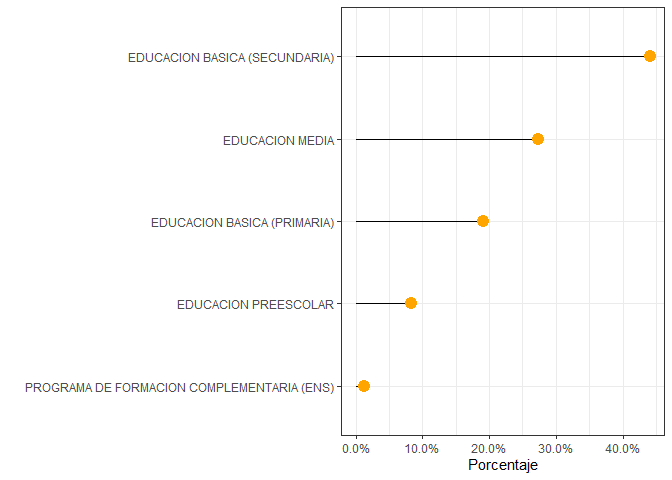 EDUCACION BASICA (SECUNDARIA)
EDUCACION MEDIA
EDUCACION BASICA (PRIMARIA)
EDUCACION PREESCOLAR
PROGRAMA DE FORMACION COMPLEMENTARIA (ENS)
0.0% 10.0% 20.0% 30.0% 40.0%
Porcentaje